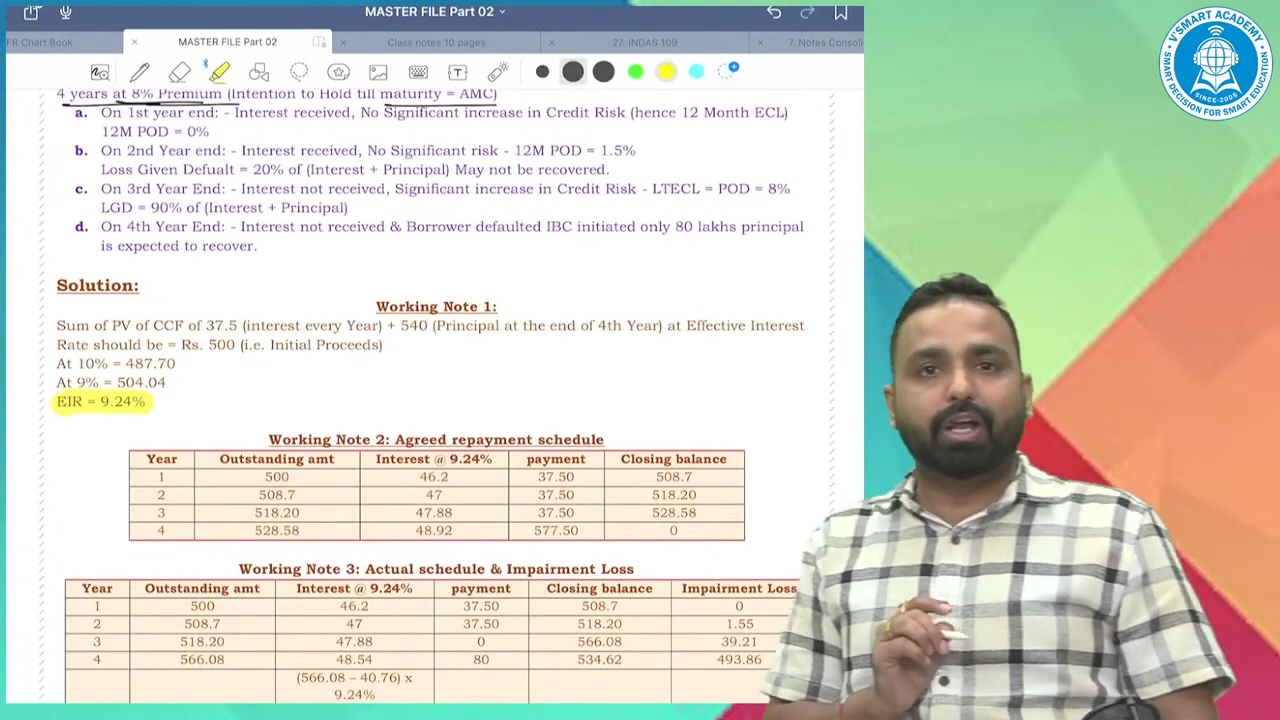 MASTER FILE Part 02
FR Chart Book
MASTER FILE Part 02
Class notes 10 pages
27. INDAS 109
7. Notes Consoli
4 years at 8% Premium (Intention to Hold till maturity = AMC)
a. On 1st year end: - Interest received, No Significant increase in Credit Risk (hence 12 Month ECL)
12M POD = 0%
b. On 2nd Year end: - Interest received, No Significant risk - 12M POD = 1.5%
Loss Given Defualt = 20% of (Interest + Principal) May not be recovered.
c. On 3rd Year End: - Interest not received, Significant increase in Credit Risk - LTECL = POD = 8%
LGD = 90% of (Interest + Principal)
d. On 4th Year End: - Interest not received & Borrower defaulted IBC initiated only 80 lakhs principal
is expected to recover.
Solution:
Working Note 1:
Sum of PV of CCF of 37.5 (interest every Year) + 540 (Principal at the end of 4th Year) at Effective Interest
Rate should be = Rs. 500 (i.e. Initial Proceeds)
At 10% = 487.70
At 9% = 504.04
EIR = 9.24%
Working Note 2: Agreed repayment schedule
Year Outstanding amt Interest @ 9.24% payment Closing balance
1 500 46.2 37.50 508.7
2 508.7 47 37.50 518.20
3 518.20 47.88 37.50 528.58
4 528.58 48.92 577.50 0
Working Note 3: Actual schedule & Impairment Loss
Year Outstanding amt Interest @ 9.24% payment Closing balance Impairment Loss
1 500 46.2 37.50 508.7 0
2 508.7 47 37.50 518.20 1.55
3 518.20 47.88 0 566.08 39.21
4 566.08 48.54 80 534.62 493.86
(566.08 – 40.76) x
9.24%
V'SMART ACADEMY
SINCE-2005
SMART DECISION FOR SMART EDUCATION